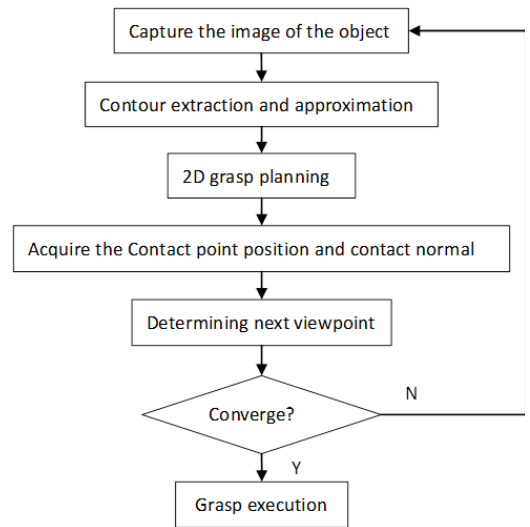 Capture the image of the object
Contour extraction and approximation
2D grasp planning
Acquire the Contact point position and contact normal
Determining next viewpoint
Converge?
N
Y
Grasp execution